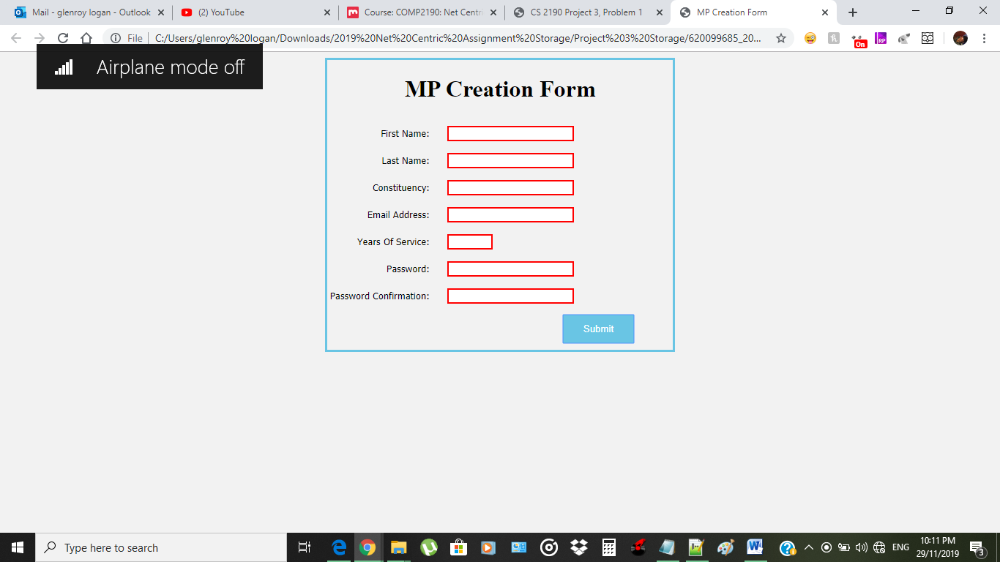 Mail - glenroy logan - Outlook
(2) YouTube
Course: COMP2190: Net Centri
CS 2190 Project 3, Problem 1
MP Creation Form
File
C:/Users/glenroy%20logan/Downloads/2019%20Net%20Centric%20Assignment%20Storage/Project%203%20Storage/620099685_20...
RP
On
Airplane mode off
MP Creation Form
First Name:
Last Name:
Constituency:
Email Address:
Years Of Service:
Password:
Password Confirmation:
Submit
Type here to search
ENG
10:11 PM
29/11/2019
3